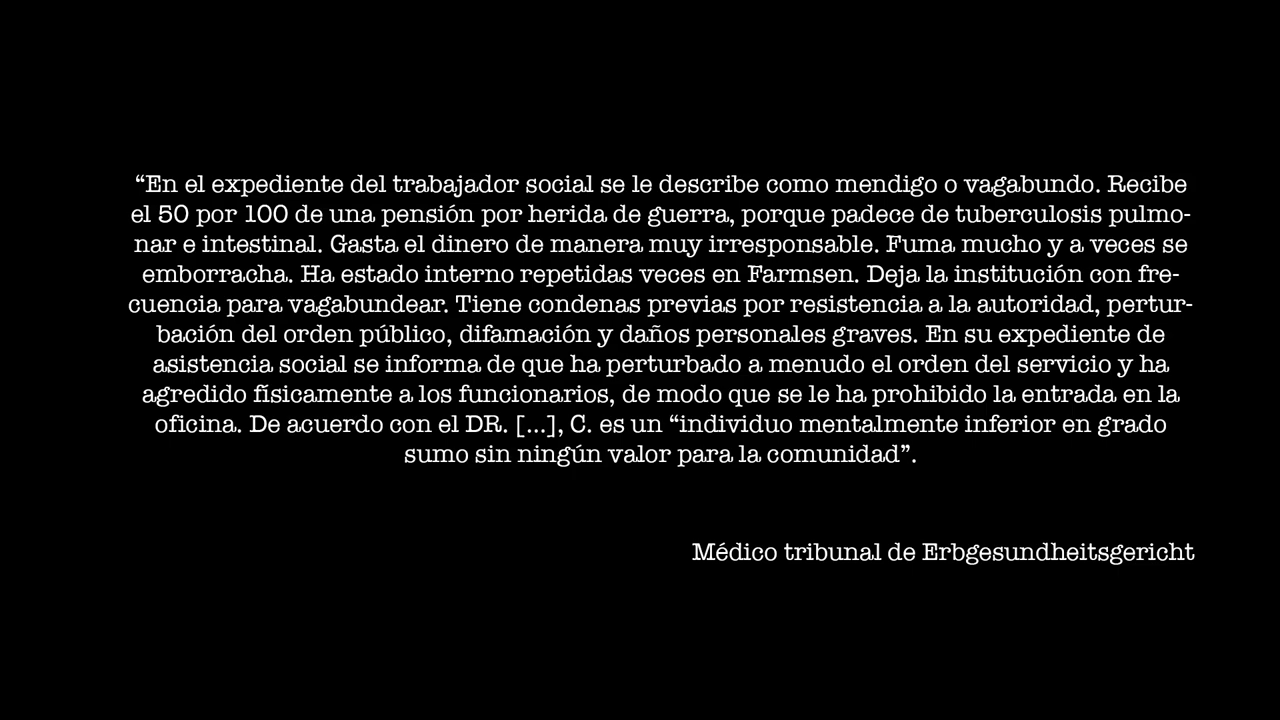 “En el expediente del trabajador social se le describe como mendigo o vagabundo. Recibe
el 50 por 100 de una pensión por herida de guerra, porque padece de tuberculosis pulmo-
nar e intestinal. Gasta el dinero de manera muy irresponsable. Fuma mucho y a veces se
emborracha. Ha estado interno repetidas veces en Farmsen. Deja la institución con fre-
cuencia para vagabundear. Tiene condenas previas por resistencia a la autoridad, pertur-
bación del orden público, difamación y daños personales graves. En su expediente de
asistencia social se informa de que ha perturbado a menudo el orden del servicio y ha
agredido físicamente a los funcionarios, de modo que se le ha prohibido la entrada en la
oficina. De acuerdo con el DR. [...], C. es un “individuo mentalmente inferior en grado
sumo sin ningún valor para la comunidad”.
Médico tribunal de Erbgesundheitsgericht